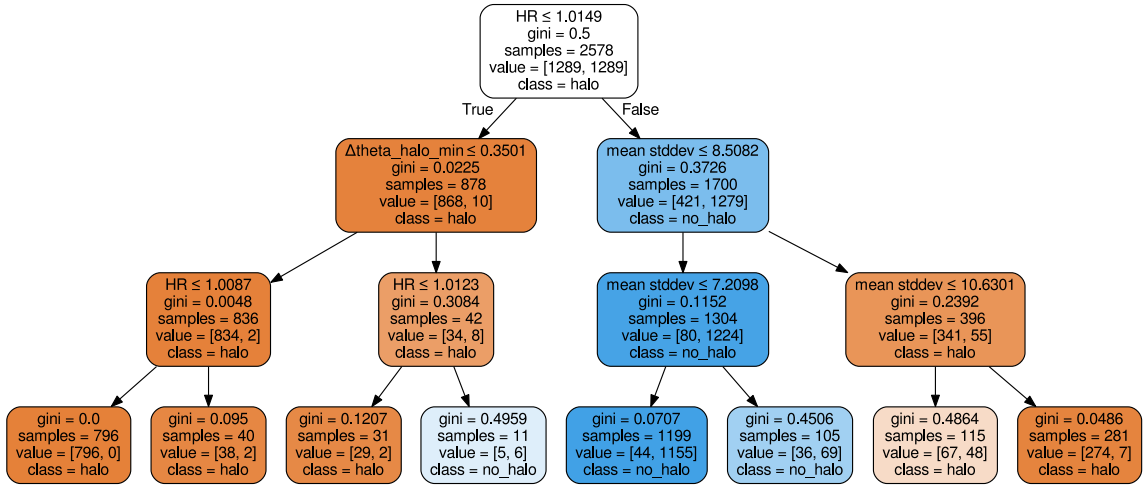 HR ≤ 1.0149
gini = 0.5
samples = 2578
value = [1289, 1289]
class = halo
True
False
Δtheta_halo_min ≤ 0.3501
gini = 0.0225
samples = 878
value = [868, 10]
class = halo
mean stddev ≤ 8.5082
gini = 0.3726
samples = 1700
value = [421, 1279]
class = no_halo
HR ≤ 1.0087
gini = 0.0048
samples = 836
value = [834, 2]
class = halo
HR ≤ 1.0123
gini = 0.3084
samples = 42
value = [34, 8]
class = halo
mean stddev ≤ 7.2098
gini = 0.1152
samples = 1304
value = [80, 1224]
class = no_halo
mean stddev ≤ 10.6301
gini = 0.2392
samples = 396
value = [341, 55]
class = halo
gini = 0.0
samples = 796
value = [796, 0]
class = halo
gini = 0.095
samples = 40
value = [38, 2]
class = halo
gini = 0.1207
samples = 31
value = [29, 2]
class = halo
gini = 0.4959
samples = 11
value = [5, 6]
class = no_halo
gini = 0.0707
samples = 1199
value = [44, 1155]
class = no_halo
gini = 0.4506
samples = 105
value = [36, 69]
class = no_halo
gini = 0.4864
samples = 115
value = [67, 48]
class = halo
gini = 0.0486
samples = 281
value = [274, 7]
class = halo